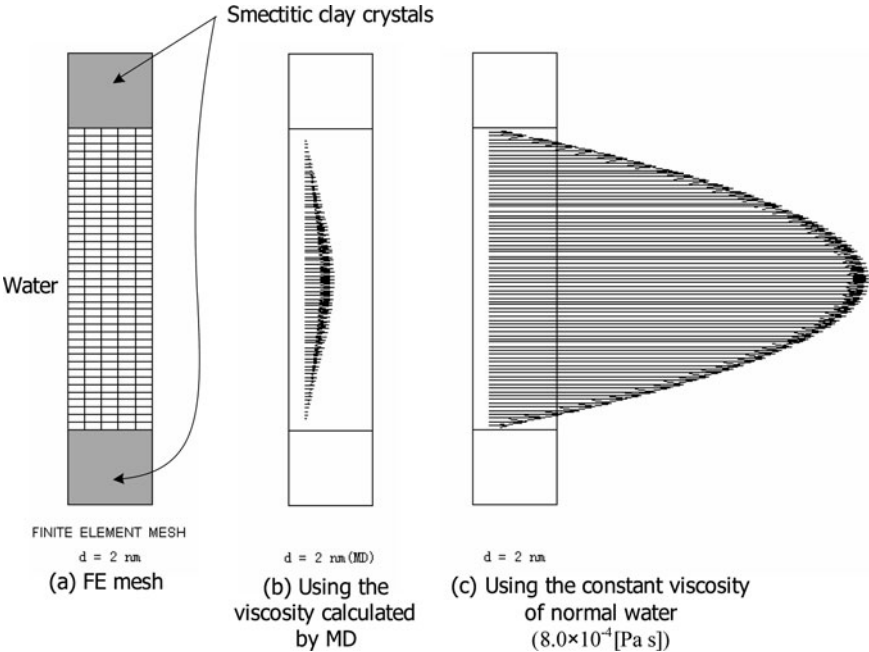 Smectitic clay crystals
Water
FINITE ELEMENT MESH
d = 2 nm
(a) FE mesh
d = 2 nm(MD)
(b) Using the
viscosity calculated
by MD
d = 2 nm
(c) Using the constant viscosity
of normal water
(8.0×10⁻⁴[Pa s])